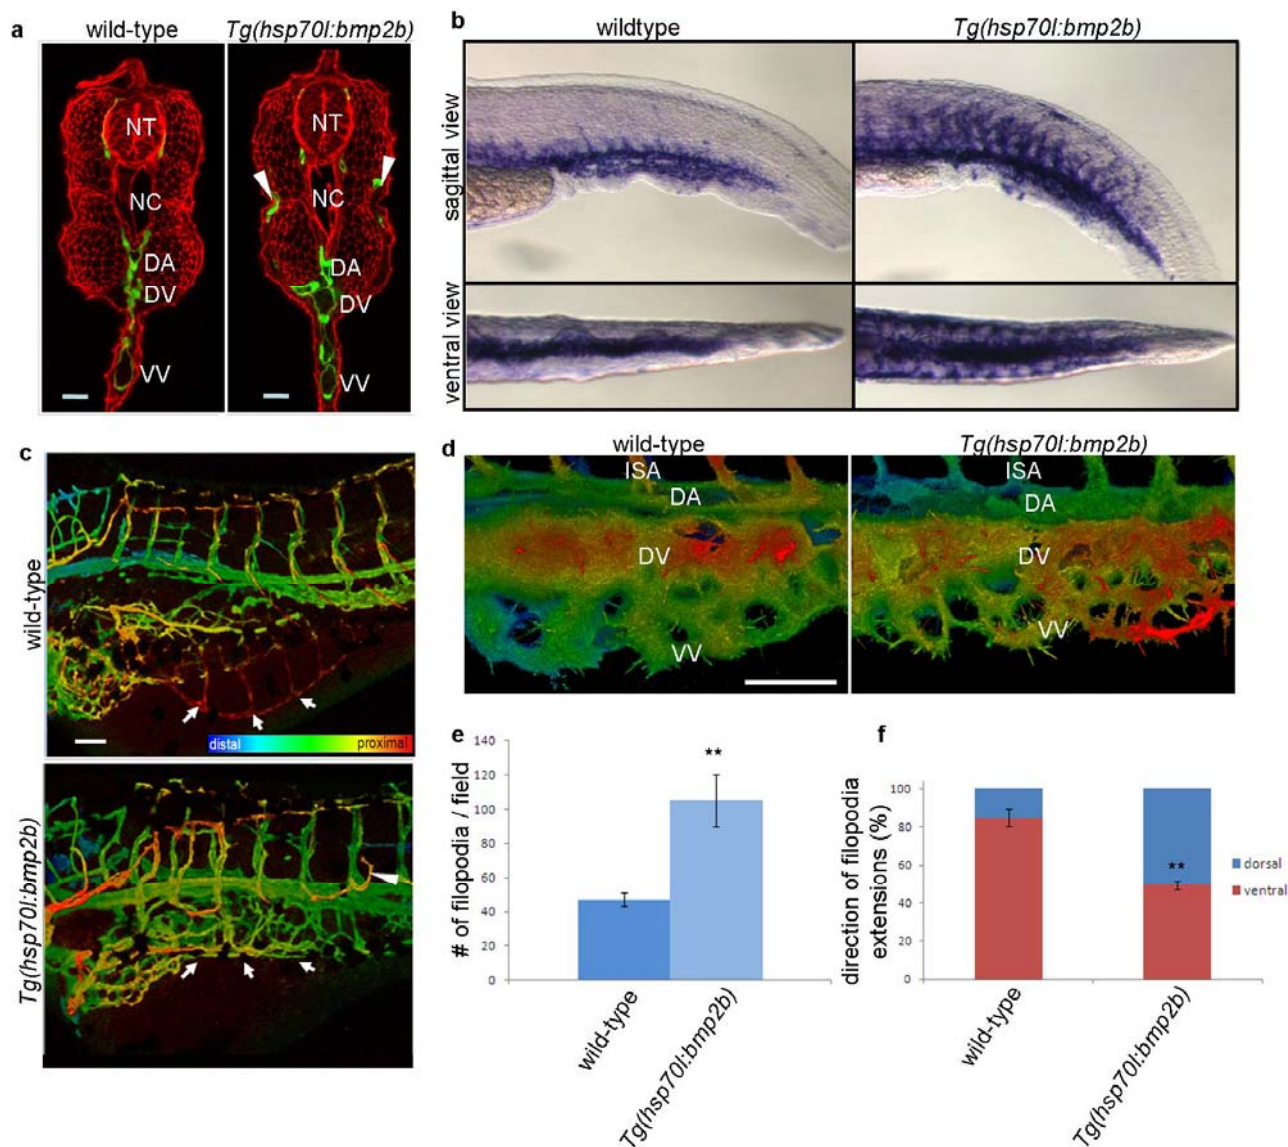 a
wild-type
Tg(hsp70l:bmp2b)
NT
NC
DA
DV
VV
NT
NC
DA
DV
VV
b
wildtype
Tg(hsp70l:bmp2b)
sagittal view
ventral view
c
wild-type
distal
proximal
Tg(hsp70l:bmp2b)
d
wild-type
Tg(hsp70l:bmp2b)
ISA
DA
DV
VV
ISA
DA
DV
VV
e
# of filopodia / field
140
120
100
80
60
40
20
0
**
wild-type
Tg(hsp70l:bmp2b)
f
direction of filopodia
extensions (%)
100
80
60
40
20
0
**
dorsal
ventral
wild-type
Tg(hsp70l:bmp2b)